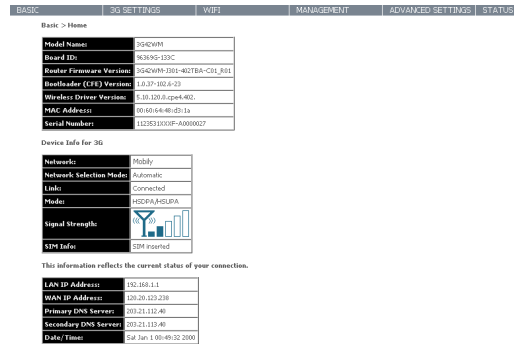 BASIC 3G SETTINGS WIFI MANAGEMENT ADVANCED SETTINGS STATUS
Basic > Home
Model Name: 3G42WM
Board ID: 96369G-133C
Router Firmware Version: 3G42WM-J301-402TBA-C01_R01
Bootloader (CFE) Version: 1.0.37-102.6-23
Wireless Driver Version: 5.10.120.0.cpe4.402.
MAC Address: 00:60:64:48:d3:1a
Serial Number: 1123531XXXF-A0000027
Device Info for 3G
Network: Mobily
Network Selection Mode: Automatic
Link: Connected
Mode: HSDPA/HSUPA
Signal Strength:
SIM Info: SIM inserted
This information reflects the current status of your connection.
LAN IP Address: 192.168.1.1
WAN IP Address: 120.20.123.238
Primary DNS Server: 203.21.112.40
Secondary DNS Server: 203.21.113.40
Date/Time: Sat Jan 1 00:49:32 2000